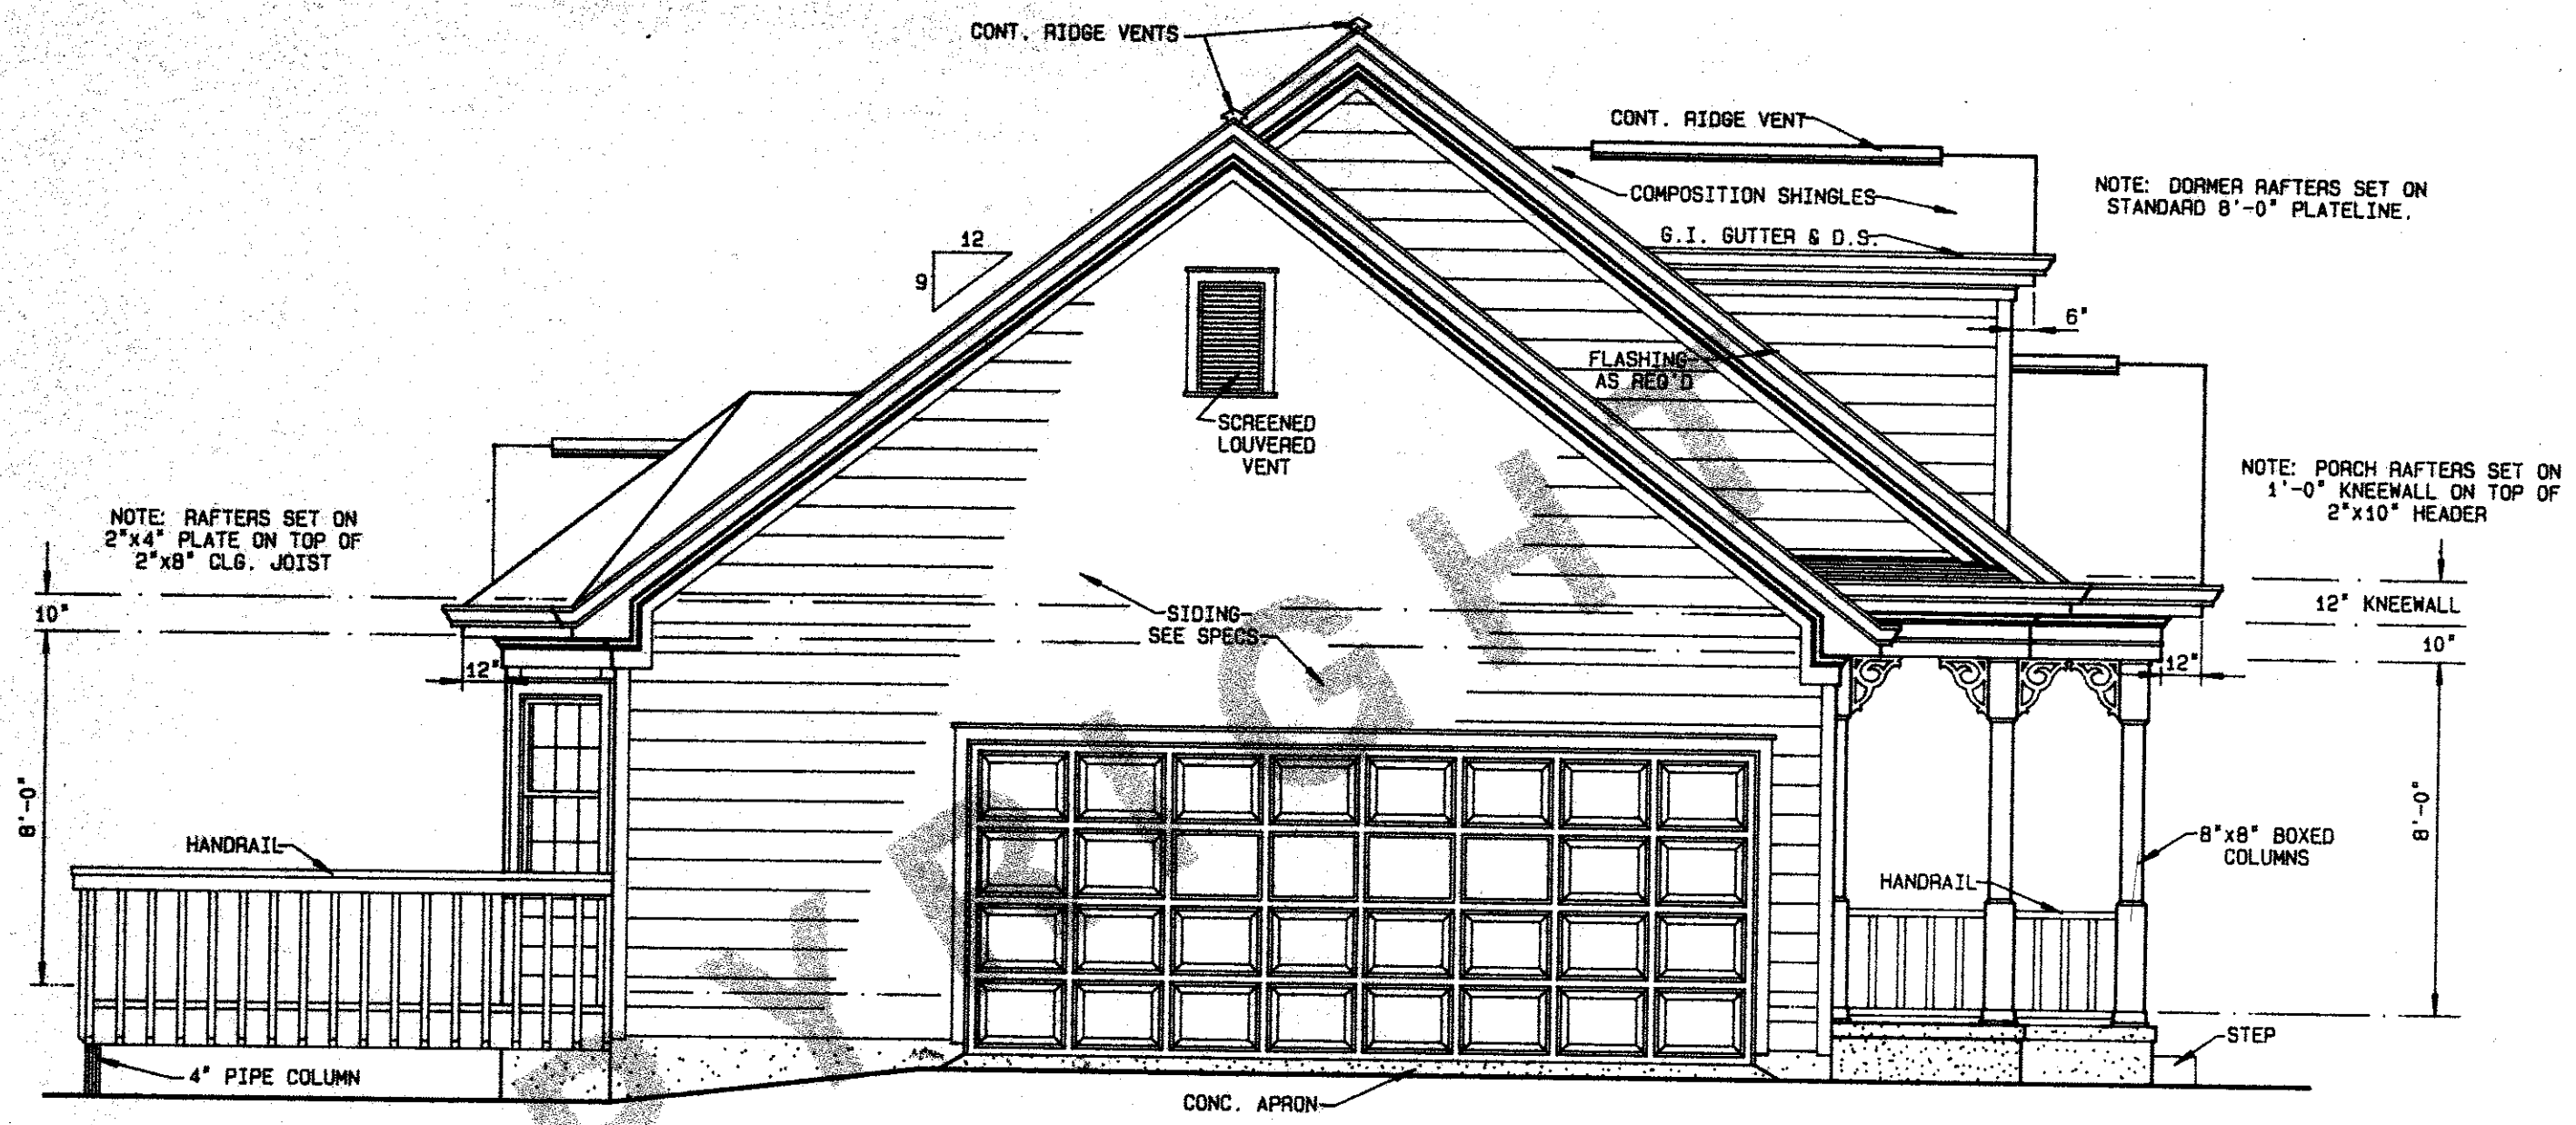 CONT. RIDGE VENTS
CONT. RIDGE VENT
COMPOSITION SHINGLES
NOTE: DORMER RAFTERS SET ON
STANDARD 8'-0" PLATELINE.
G.I. GUTTER & D.S.
12
9
6"
FLASHING
AS REQ'D
SCREENED
LOUVERED
VENT
NOTE: PORCH RAFTERS SET ON
1'-0" KNEEWALL ON TOP OF
2"x10" HEADER
NOTE: RAFTERS SET ON
2"x4" PLATE ON TOP OF
2"x8" CLG. JOIST
10"
12" KNEEWALL
SIDING
SEE SPECS
10"
12"
12"
8'-0"
8'-0"
HANDRAIL
8"x8" BOXED
COLUMNS
HANDRAIL
STEP
4" PIPE COLUMN
CONC. APRON
COPYRIGHT